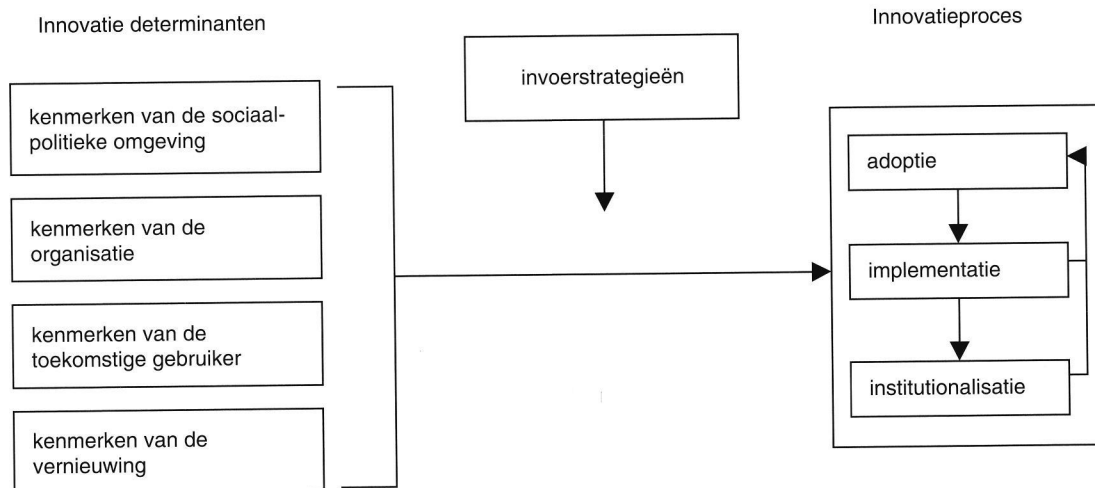 Innovatie determinanten
kenmerken van de sociaal-
politieke omgeving
kenmerken van de
organisatie
kenmerken van de
toekomstige gebruiker
kenmerken van de
vernieuwing
invoerstrategieën
Innovatieproces
adoptie
implementatie
institutionalisatie